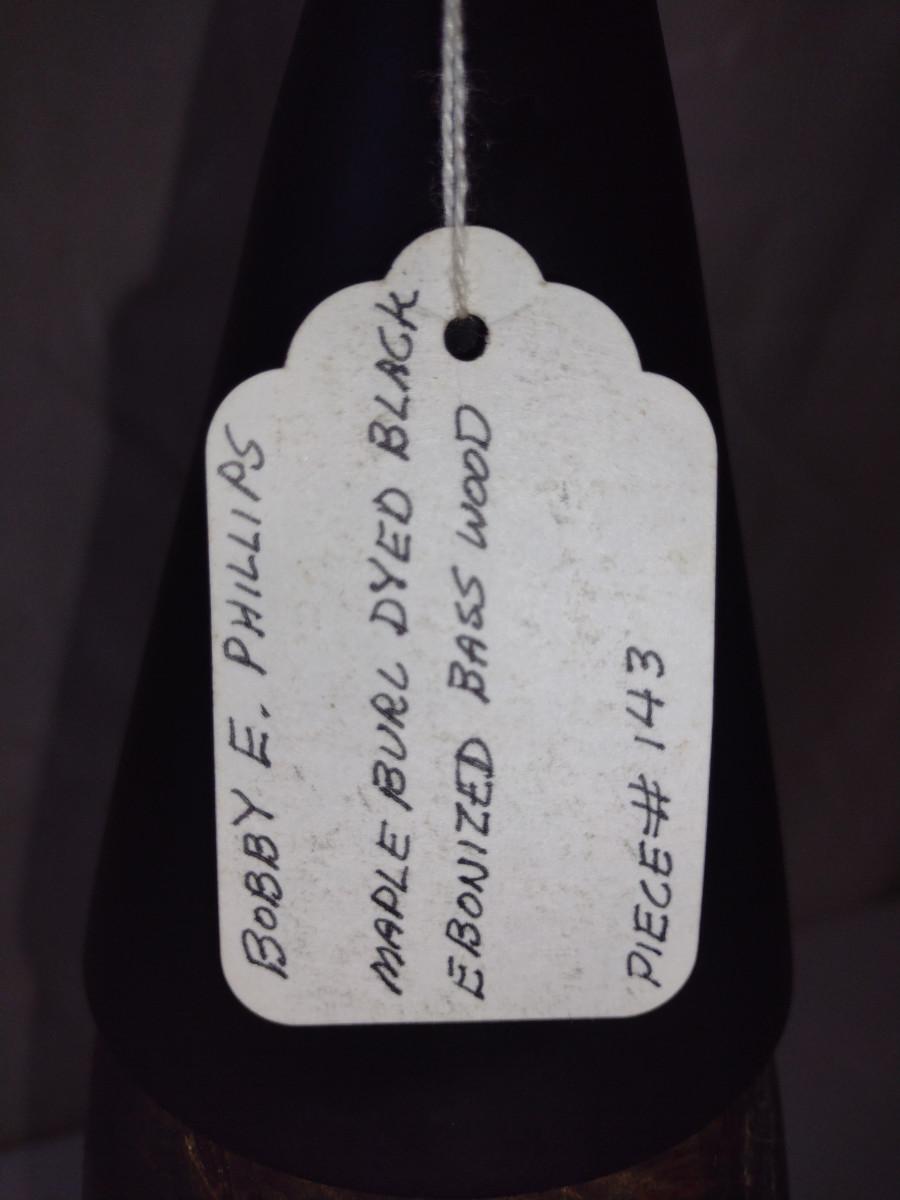 BOBBY E. PHILLIPS
MAPLE BURL DYED BLACK
EBONIZED BASS WOOD
PIECE# 143